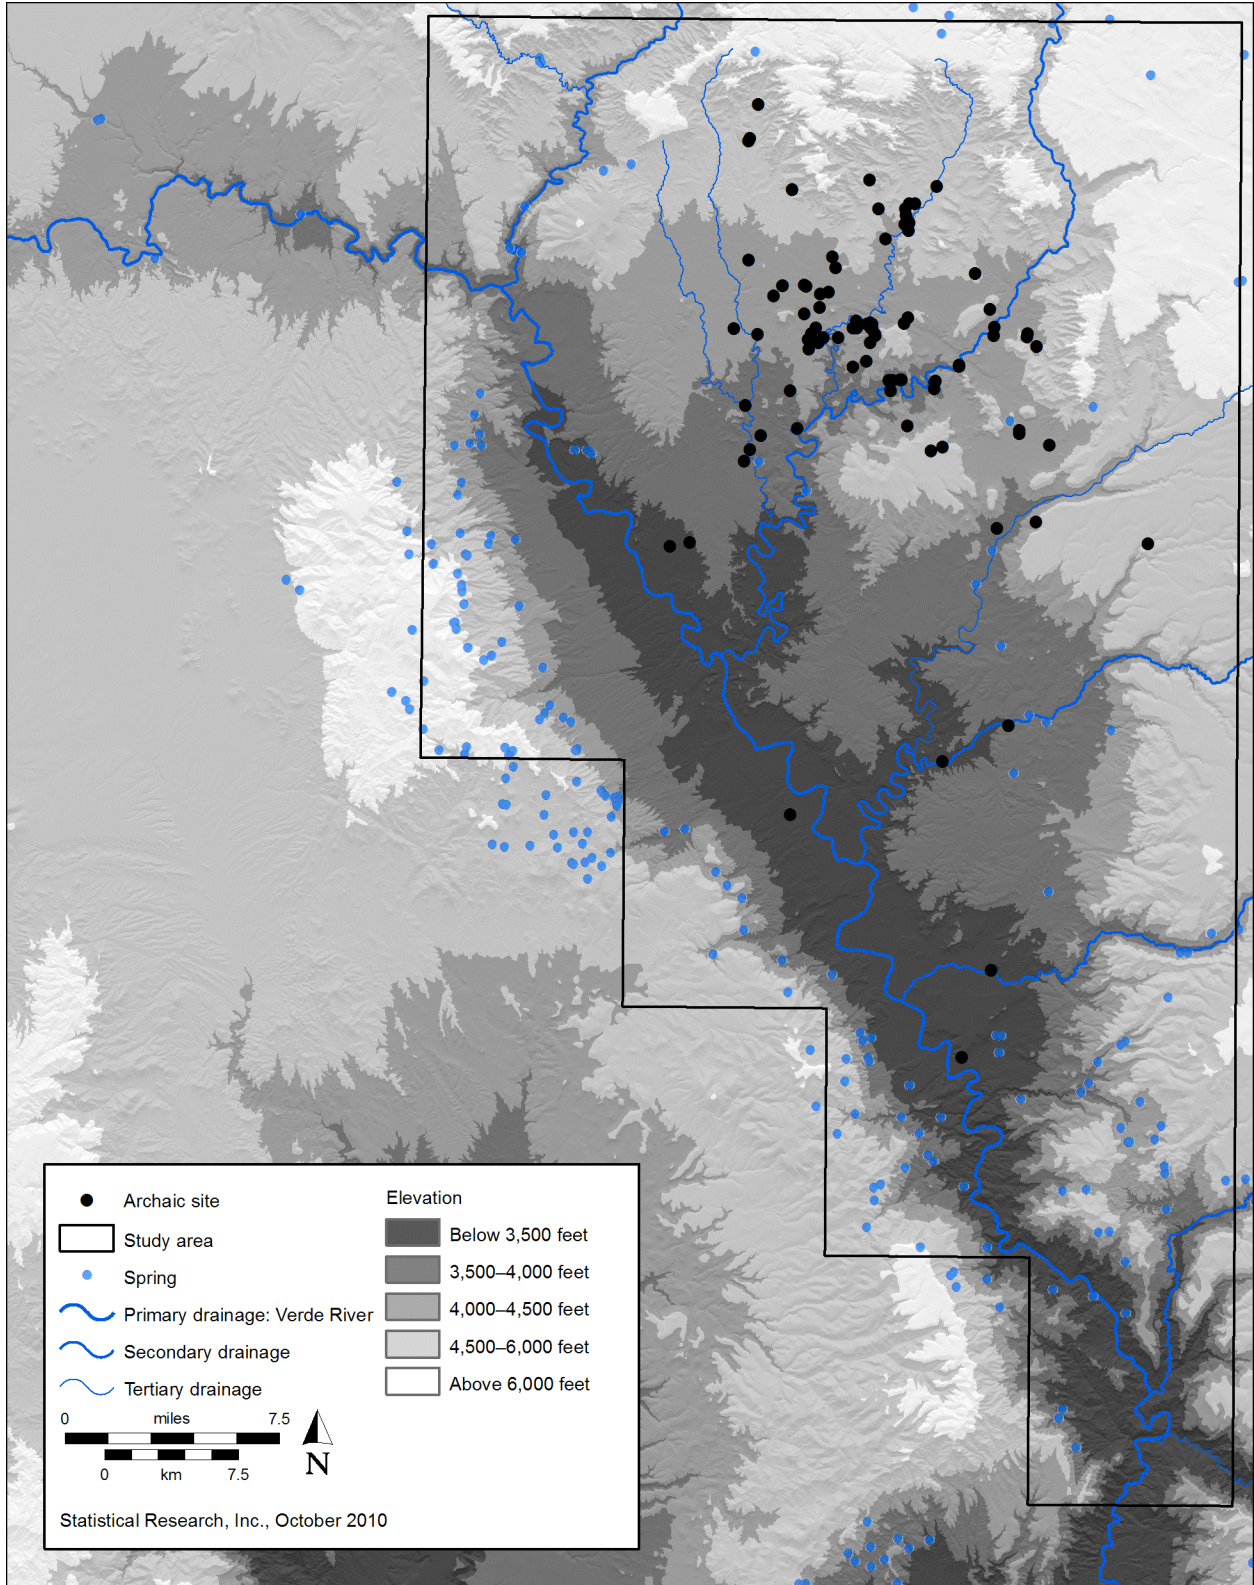 Archaic site
Study area
Spring
Primary drainage: Verde River
Secondary drainage
Tertiary drainage
0 miles 7.5
0 km 7.5
N
Elevation
Below 3,500 feet
3,500–4,000 feet
4,000–4,500 feet
4,500–6,000 feet
Above 6,000 feet
Statistical Research, Inc., October 2010